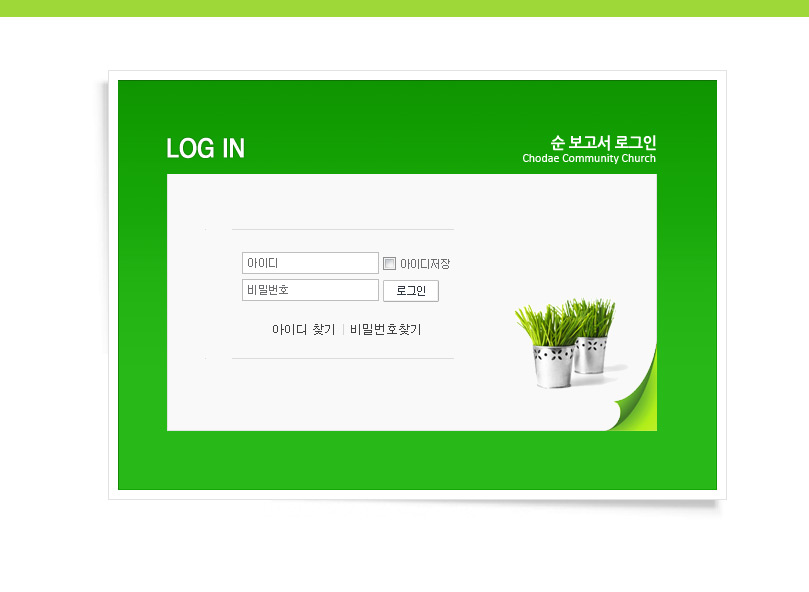 LOG IN
순 보고서 로그인
Chodae Community Church
아이디
아이디저장
비밀번호
로그인
아이디 찾기 | 비밀번호찾기